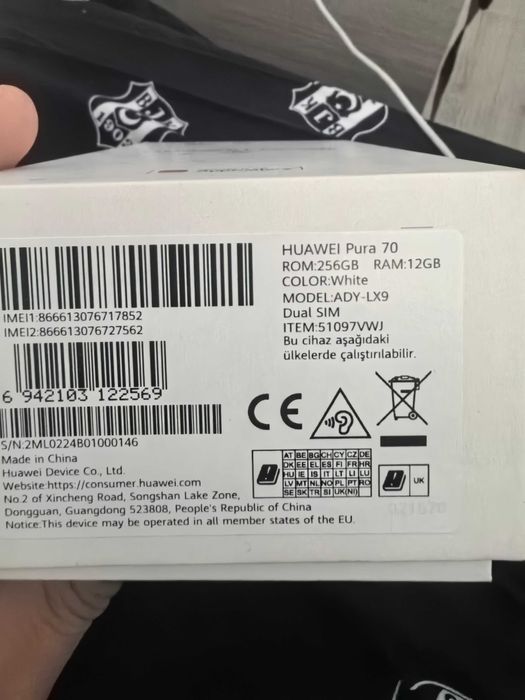 BJK
1903
BJK
HUAWEI Pura 70
ROM:256GB RAM:12GB
COLOR:White
MODEL:ADY-LX9
Dual SIM
ITEM:51097VWJ
Bu cihaz aşağıdaki
ülkelerde çalıştırılabilir.
IMEI1:866613076717852
IMEI2:866613076727562
6 942103 122569
S/N:2ML0224B01000146
Made in China
Huawei Device Co., Ltd.
Website:https://consumer.huawei.com
No.2 of Xincheng Road, Songshan Lake Zone,
Dongguan, Guangdong 523808, People's Republic of China
Notice:This device may be operated in all member states of the EU.
CE
AT BE BG CH CY CZ DE
DK EE EL ES FI FR HR
HU IE IS IT LT LI LU
LV MT NL NO PL PT RO
SE SK TR SI UK(NI)
UK